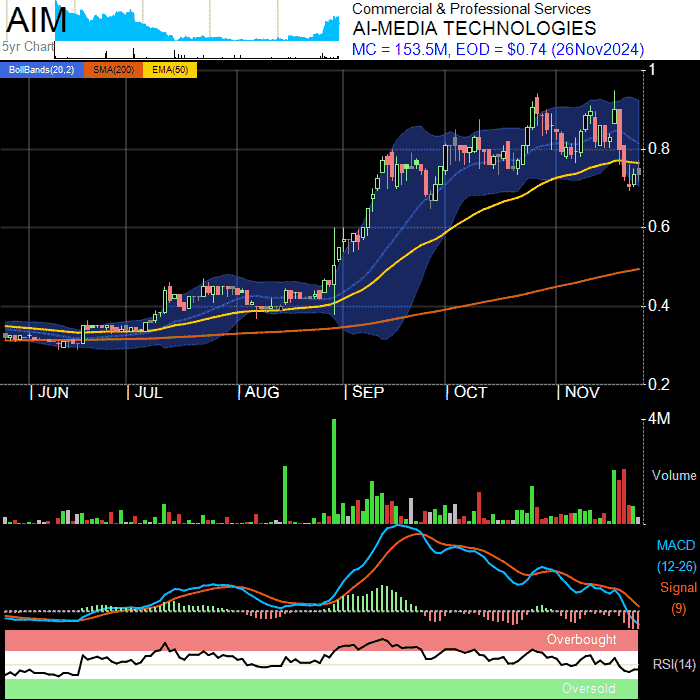 AIM
5yr Chart
Commercial & Professional Services
AI-MEDIA TECHNOLOGIES
MC = 153.5M, EOD = $0.74 (26Nov2024)
BollBands(20,2) SMA(200) EMA(50)
1
0.8
0.6
0.4
0.2
JUN JUL AUG SEP OCT NOV
4M
Volume
MACD
(12-26)
Signal
(9)
Overbought
RSI(14)
Oversold